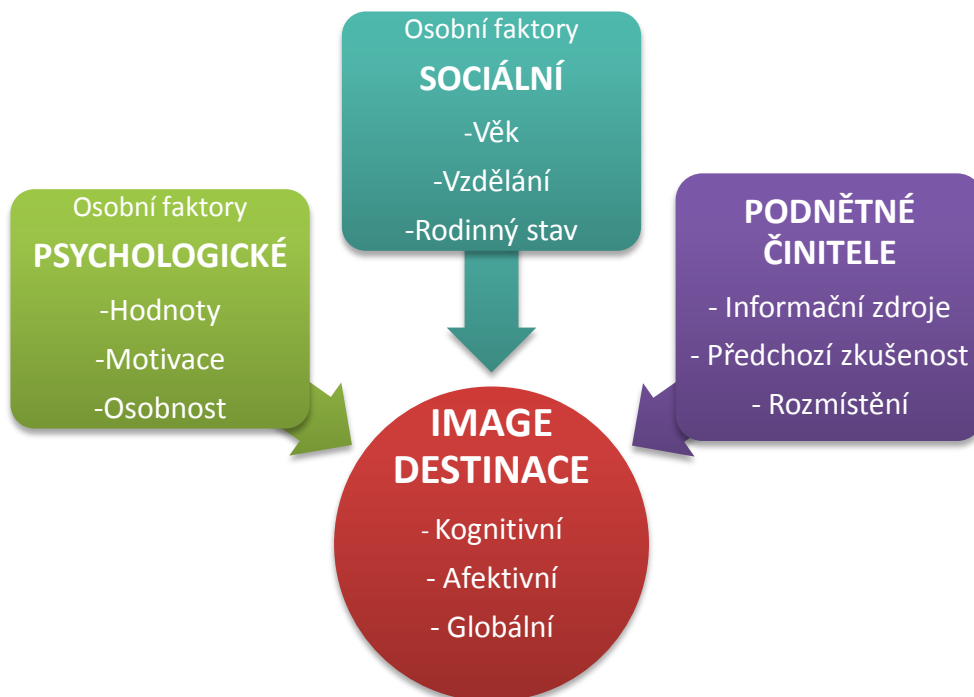 Osobní faktory
SOCIÁLNÍ
-Věk
-Vzdělání
-Rodinný stav
Osobní faktory
PSYCHOLOGICKÉ
-Hodnoty
-Motivace
-Osobnost
PODNĚTNÉ
ČINITELE
- Informační zdroje
- Předchozí zkušenost
- Rozmístění
IMAGE
DESTINACE
- Kognitivní
- Afektivní
- Globální